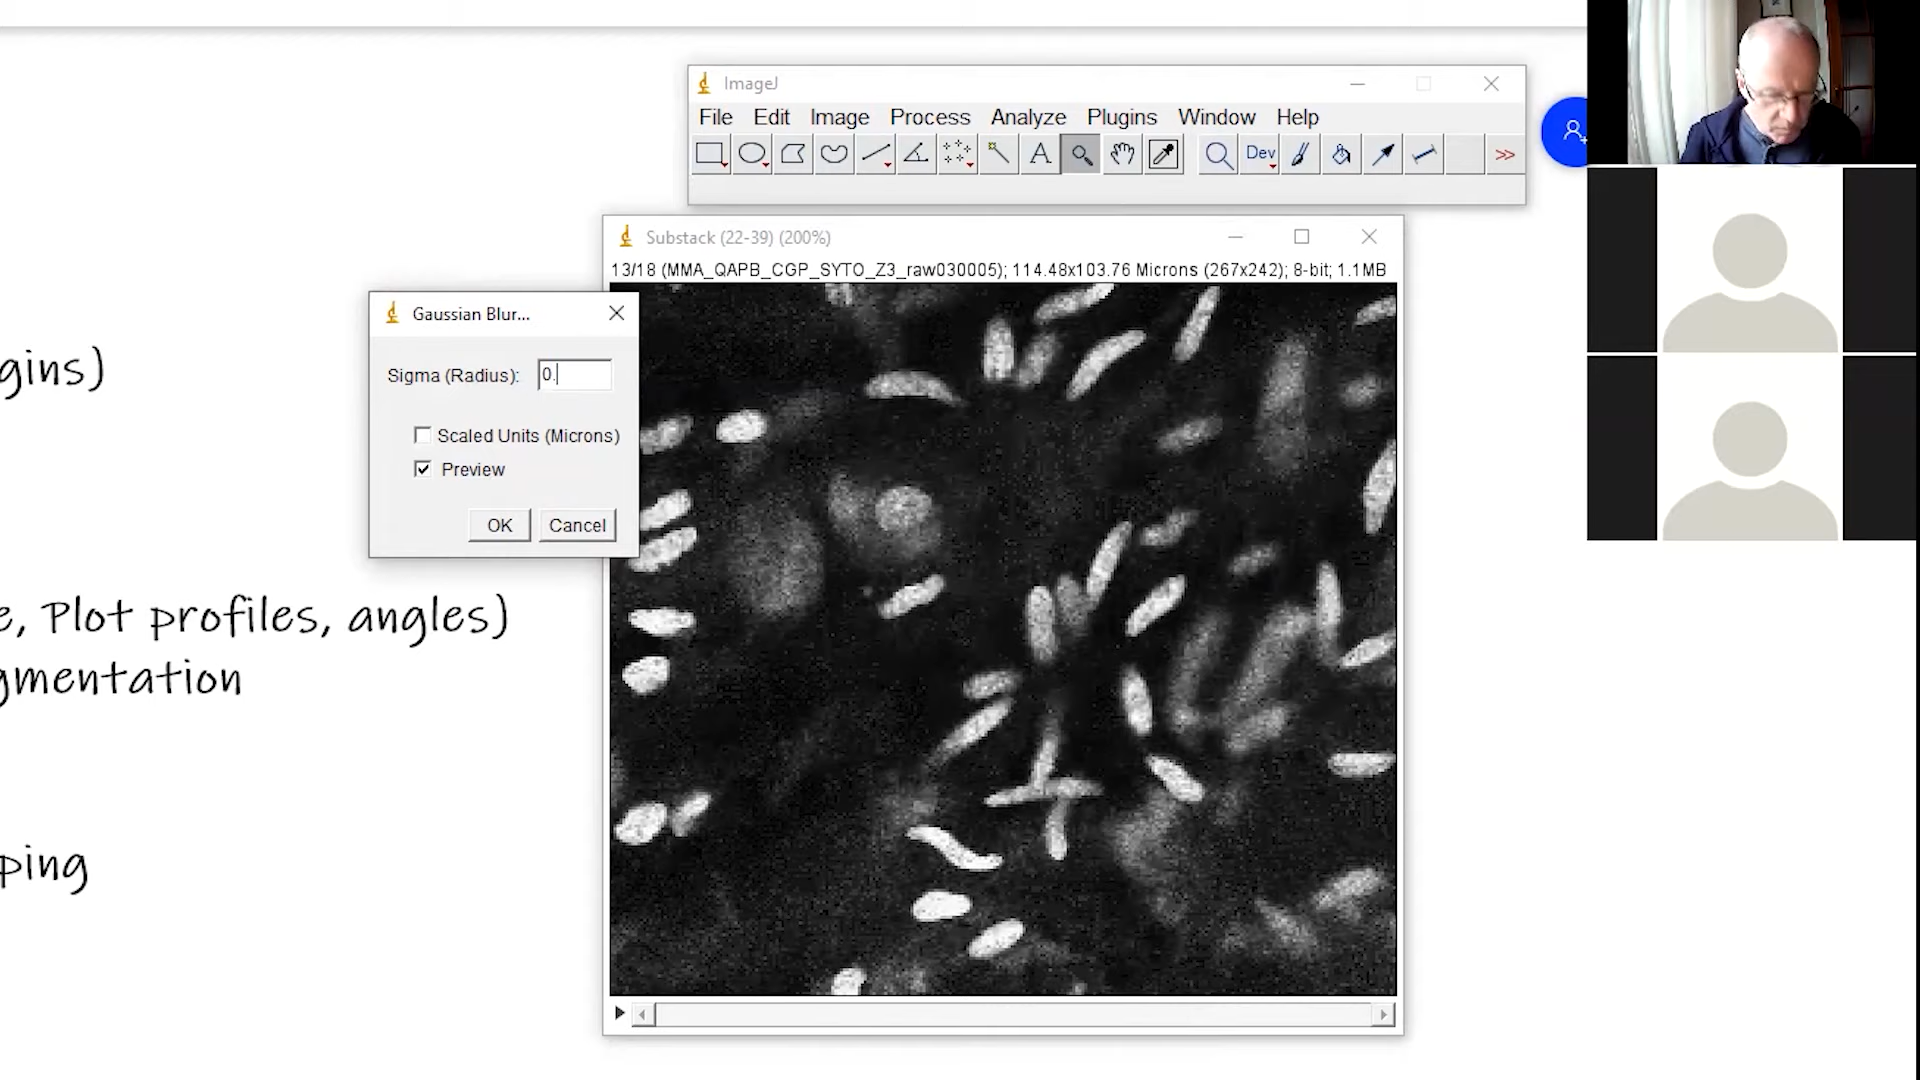 ImageJ
File Edit Image Process Analyze Plugins Window Help
A Dev >>
Substack (22-39) (200%)
13/18 (MMA_QAPB_CGP_SYTO_Z3_raw030005); 114.48x103.76 Microns (267x242); 8-bit; 1.1MB
Gaussian Blur...
Sigma (Radius): 0.
Scaled Units (Microns)
Preview
OK Cancel
gins)
e, Plot profiles, angles)
gmentation
ping